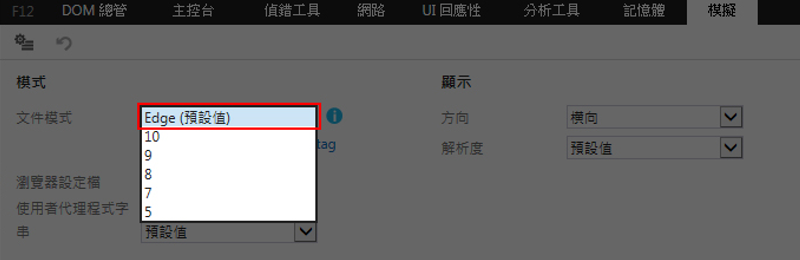 F12 DOM 總管 主控台 偵錯工具 網路 UI 回應性 分析工具 記憶體 模擬
模式
文件模式
Edge (預設值)
10
9
8
7
5
tag
瀏覽器設定檔
使用者代理程式字
串
預設值
顯示
方向
橫向
解析度
預設值